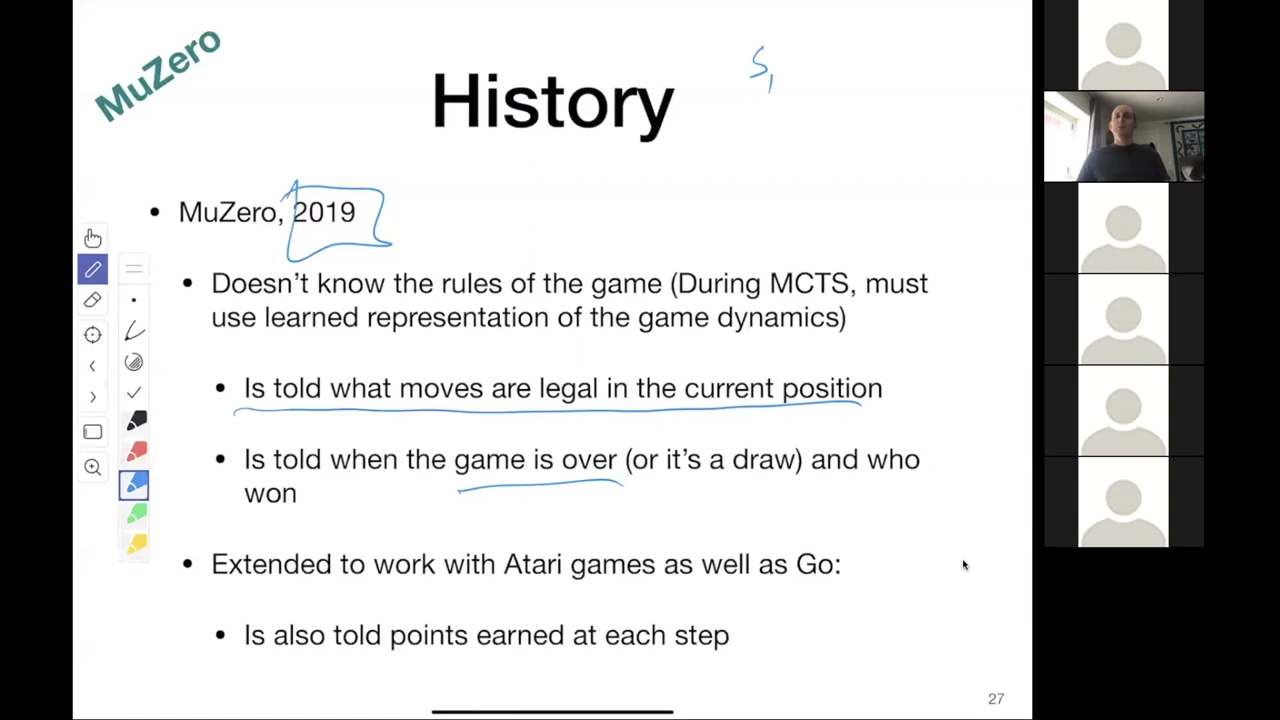 MuZero
S₁
History
• MuZero, 2019
• Doesn't know the rules of the game (During MCTS, must
use learned representation of the game dynamics)
• Is told what moves are legal in the current position
• Is told when the game is over (or it's a draw) and who
won
• Extended to work with Atari games as well as Go:
• Is also told points earned at each step
27